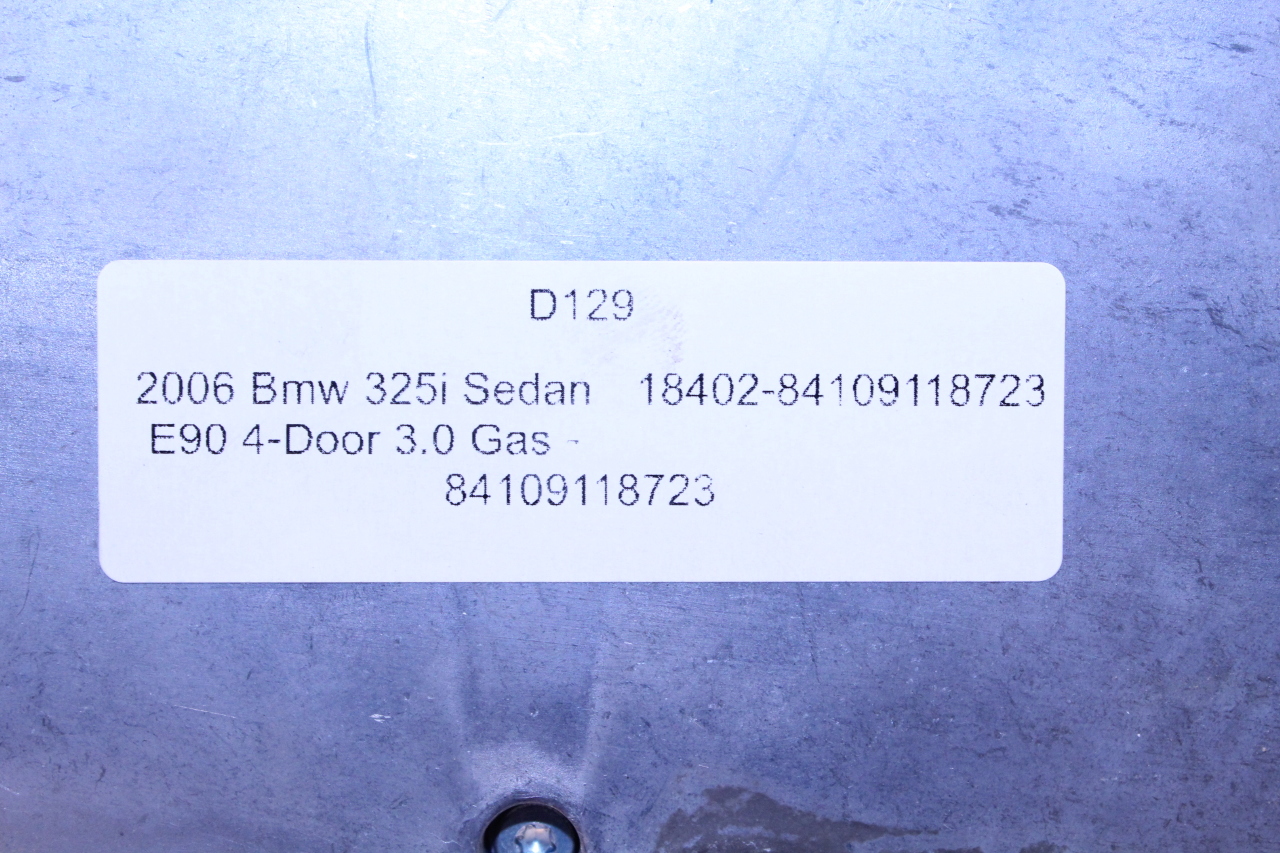 D129
2006 Bmw 325i Sedan 18402-84109118723
E90 4-Door 3.0 Gas -
84109118723